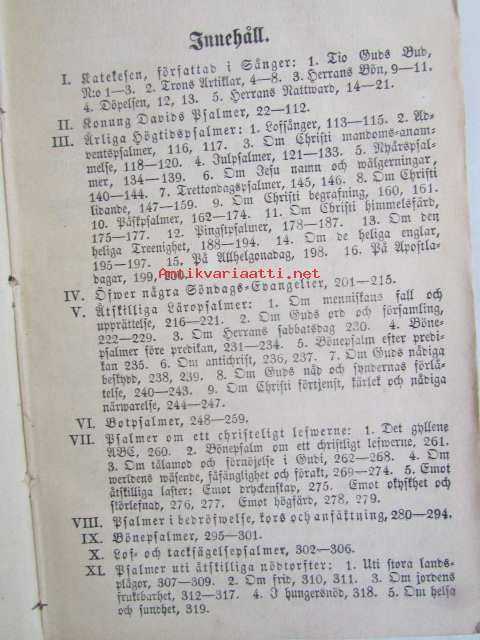 Innehåll.
I. Katekesen, författad i Sånger: 1. Tio Guds Bud,
N:o 1—3. 2. Trons Artiklar, 4—8. 3. Herrans Bön, 9—11.
4. Döpelsen, 12, 13. 5. Herrans Nattward, 14—21.
II. Konung Davids Psalmer, 22—112.
III. Årliga Högtidspsalmer: 1. Loffånger, 113—115. 2. Ad-
ventspsalmer, 116, 117. 3. Om Christi mandoms-anam-
melse, 118—120. 4. Julpsalmer, 121—133. 5. Nyårspsal-
mer, 134—139. 6. Om Jesu namn och wälgerningar,
140—144. 7. Trettondagspsalmer, 145, 146. 8. Om Christi
lidande, 147—159. 9. Om Christi begrafning, 160, 161.
10. Påskpsalmer, 162—174. 11. Om Christi himmelsfärd,
175—177. 12. Pingstpsalmer, 178—187. 13. Om den
heliga Treenighet, 188—194. 14. Om de heliga englar,
195—197. 15. På Allhelgonadag, 198. 16. På Apostla-
dagar, 199, 200.
Antikvariaatti.net
IV. Öfwer några Söndags-Evangelier, 201—215.
V. Åtskilliga Läropsalmer: 1. Om menniskans fall och
upprättelse, 216—221. 2. Om Guds ord och församling,
222—229. 3. Om Herrans sabbatsdag 230. 4. Böne-
psalmer före predikan, 231—234. 5. Bönepsalm efter predi-
kan 235. 6. Om antichrist, 236, 237. 7. Om Guds nådiga
beskydd, 238, 239. 8. Om Guds nåd och syndernas förlå-
telse, 240—243. 9. Om Christi förtjenst, kärlek och nådiga
närwarelse, 244—247.
VI. Botpsalmer, 248—259.
VII. Psalmer om ett christeligt lefwerne: 1. Det gyllene
ABC, 260. 2. Bönepsalm om ett christligt lefwerne, 261.
3. Om tålamod och förnöjelse i Gudi, 262—268. 4. Om
werldens wäsende, fåfänglighet och förakt, 269—274. 5. Emot
åtskilliga laster: Emot dryckenskap, 275. Emot okyskhet och
skörlefnad, 276, 277. Emot högfärd, 278, 279.
VIII. Psalmer i bedröfwelse, kors och anfäktning, 280—294.
IX. Bönepsalmer, 295—301.
X. Lof- och tacksägelsepsalmer, 302—306.
XI. Psalmer uti åtskilliga nödtorfter: 1. Uti stora lands-
plågor, 307—309. 2. Om frid, 310, 311. 3. Om jordens
fruktbarhet, 312—317. 4. I hungersnöd, 318. 5. Om helsa
och sundhet, 319.